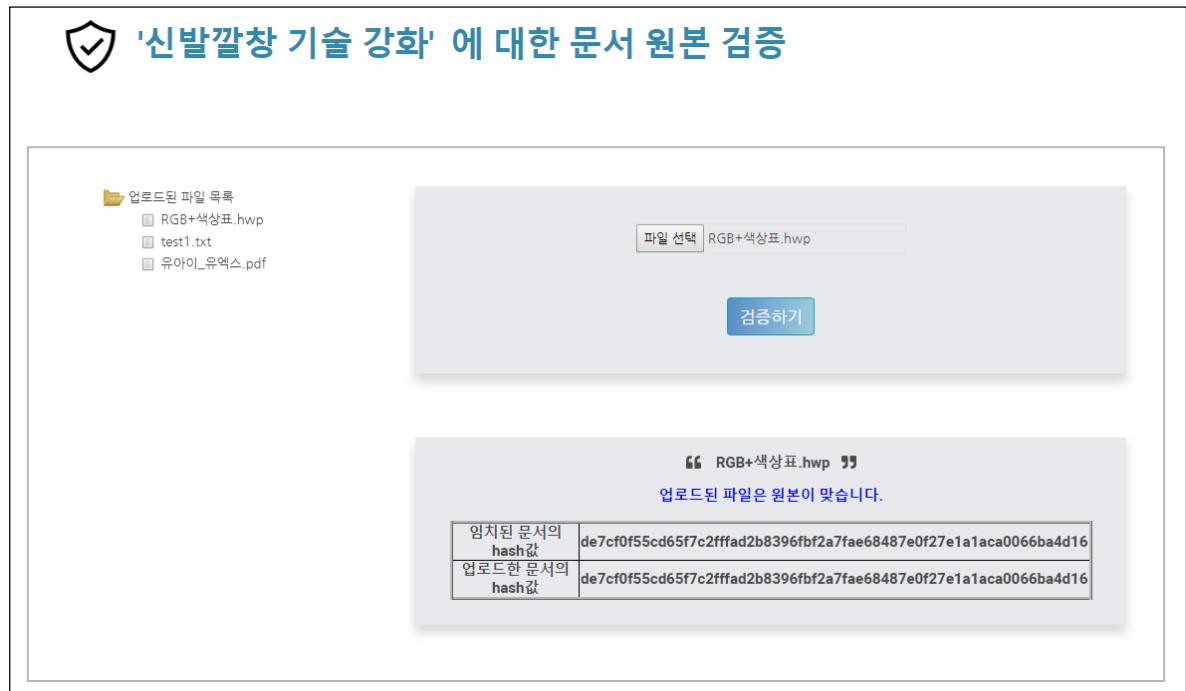 '신발깔창 기술 강화' 에 대한 문서 원본 검증
업로드된 파일 목록
RGB+색상표.hwp
test1.txt
유아이_유엑스.pdf
파일 선택 RGB+색상표.hwp
검증하기
❝ RGB+색상표.hwp ❞
업로드된 파일은 원본이 맞습니다.
임치된 문서의
hash값
de7cf0f55cd65f7c2fffad2b8396fbf2a7fae68487e0f27e1a1aca0066ba4d16
업로드한 문서의
hash값
de7cf0f55cd65f7c2fffad2b8396fbf2a7fae68487e0f27e1a1aca0066ba4d16